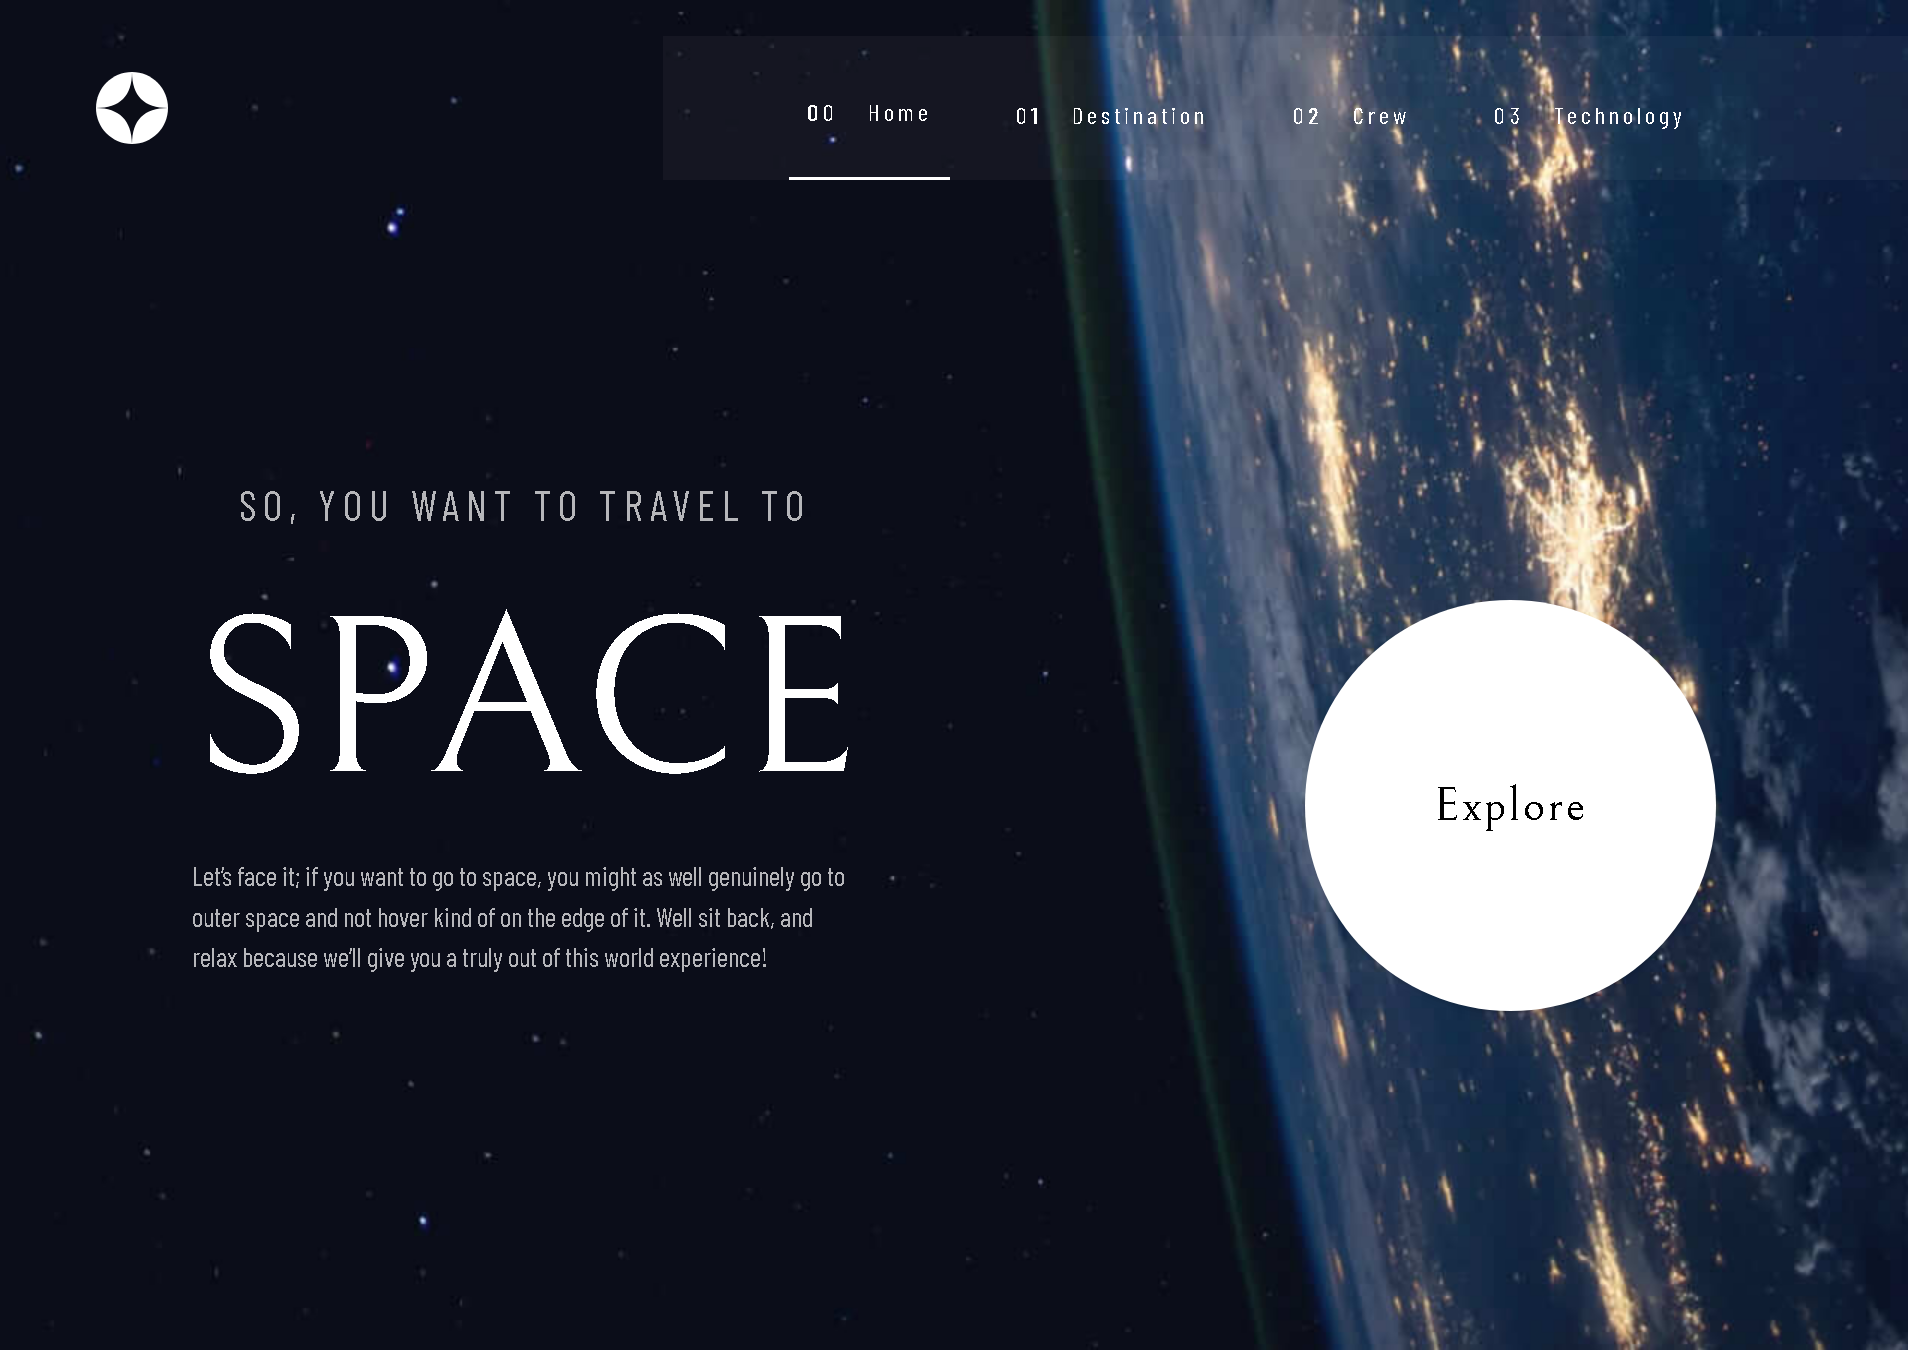 00 Home 01 Destination 02 Crew 03 Technology
SO, YOU WANT TO TRAVEL TO
SPACE
Let’s face it; if you want to go to space, you might as well genuinely go to
outer space and not hover kind of on the edge of it. Well sit back, and
relax because we’ll give you a truly out of this world experience!
Explore